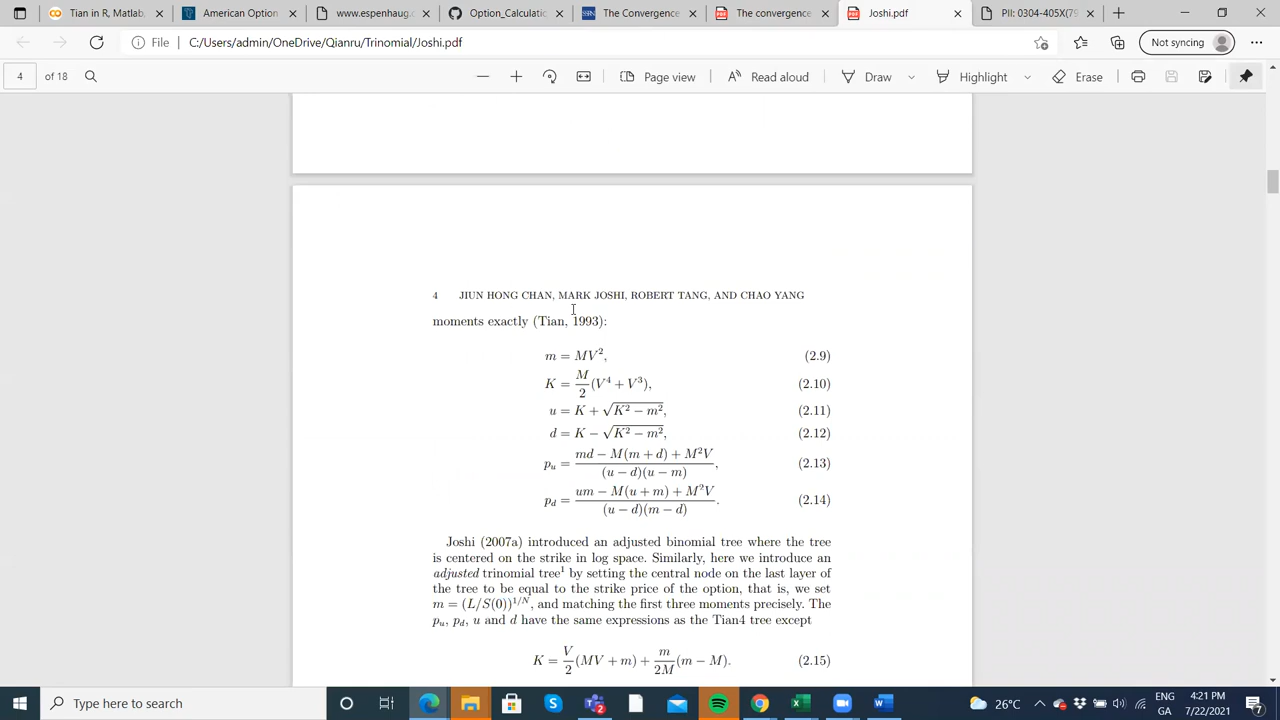 Tian in R, Matlab
American Option
www.espenhaug
Option_Calculatio
The Convergence
The convergence
Joshi.pdf
PII: 0304-405X(79
File C:/Users/admin/OneDrive/Qianru/Trinomial/Joshi.pdf Not syncing
4 of 18 Page view Read aloud Draw Highlight Erase
4 JIUN HONG CHAN, MARK JOSHI, ROBERT TANG, AND CHAO YANG
moments exactly (Tian, 1993):
m = MV², (2.9)
K = M/2 (V⁴ + V³), (2.10)
u = K + √(K² − m²), (2.11)
d = K − √(K² − m²), (2.12)
p_u = (md − M(m + d) + M²V) / ((u − d)(u − m)), (2.13)
p_d = (um − M(u + m) + M²V) / ((u − d)(m − d)). (2.14)
Joshi (2007a) introduced an adjusted binomial tree where the tree
is centered on the strike in log space. Similarly, here we introduce an
adjusted trinomial tree¹ by setting the central node on the last layer of
the tree to be equal to the strike price of the option, that is, we set
m = (L/S(0))^(1/N), and matching the first three moments precisely. The
p_u, p_d, u and d have the same expressions as the Tian4 tree except
K = V/2 (MV + m) + m/2M (m − M). (2.15)
Type here to search 26°C ENG 4:21 PM
GA 7/22/2021